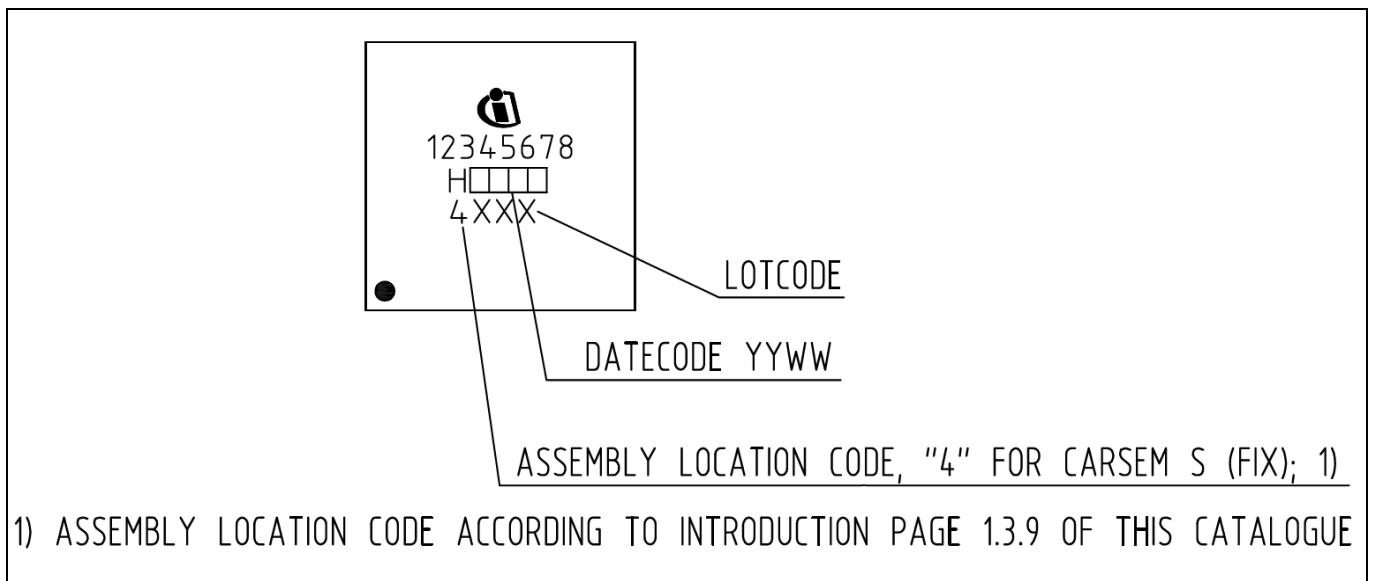 12345678
H
4XXX
LOTCODE
DATECODE YYWW
ASSEMBLY LOCATION CODE, "4" FOR CARSEM S (FIX); 1)
1) ASSEMBLY LOCATION CODE ACCORDING TO INTRODUCTION PAGE 1.3.9 OF THIS CATALOGUE